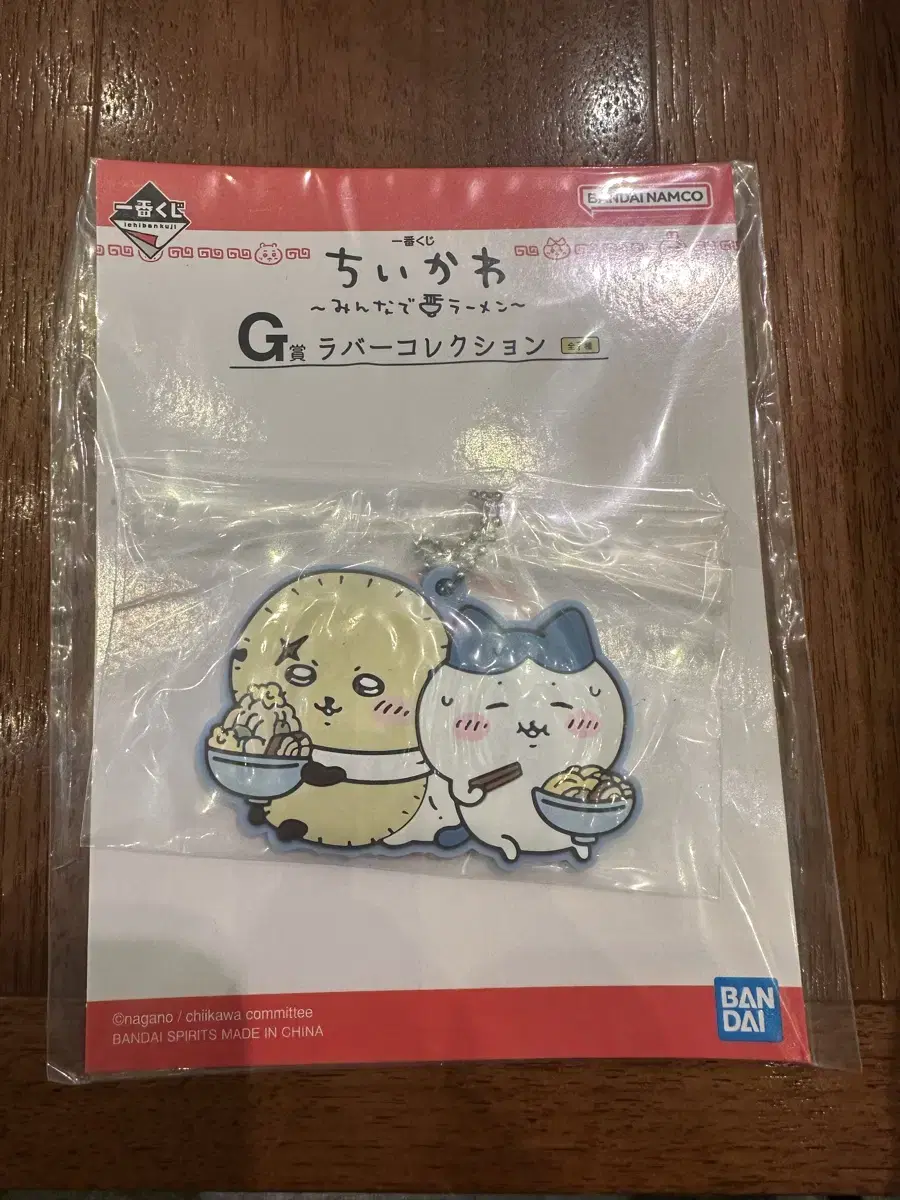 一番くじ
ichibankuji
BANDAI NAMCO
一番くじ
ちいかわ
～みんなでラーメン～
G賞 ラバーコレクション
©nagano / chiikawa committee
BANDAI SPIRITS MADE IN CHINA
BAN
DAI